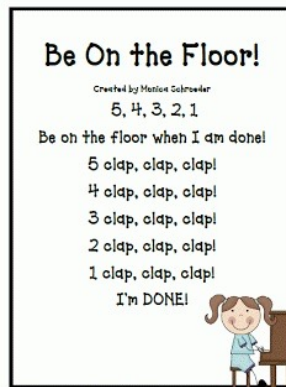 Be On the Floor!
Created by Monica Schroeder
5, 4, 3, 2, 1
Be on the floor when I am done!
5 clap, clap, clap!
4 clap, clap, clap!
3 clap, clap, clap!
2 clap, clap, clap!
1 clap, clap, clap!
I'm DONE!